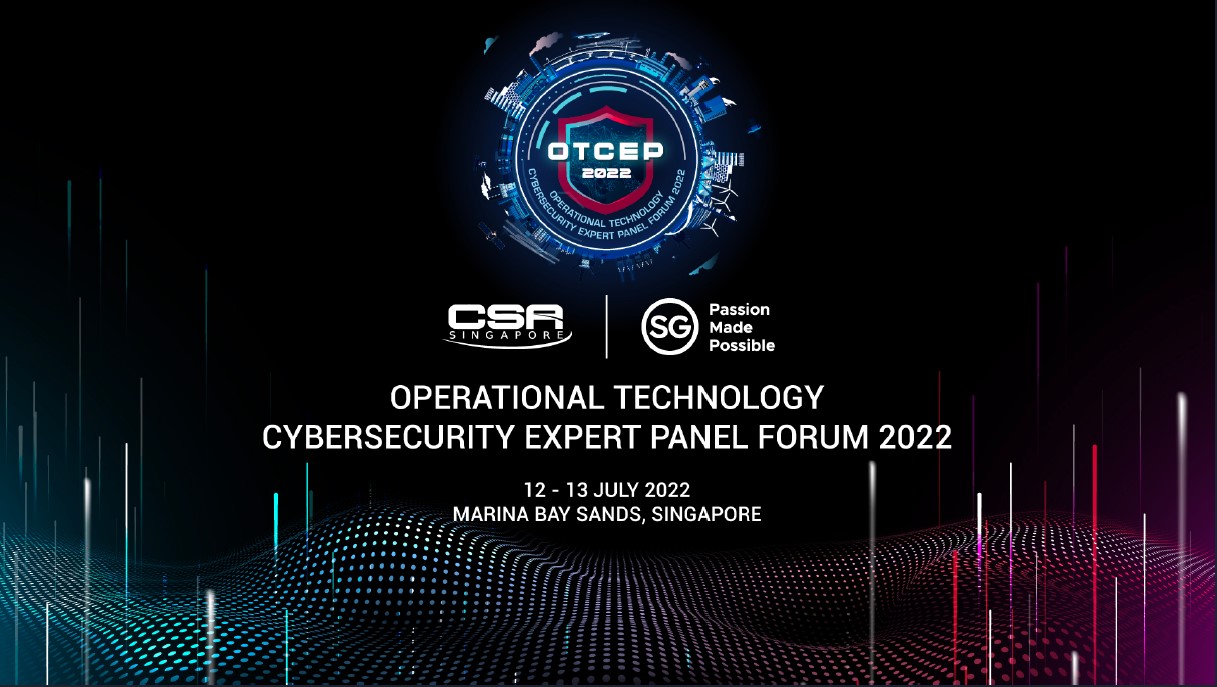 OTCEP
2022
OPERATIONAL TECHNOLOGY
CYBERSECURITY EXPERT PANEL FORUM 2022
CSA
SINGAPORE
SG
Passion
Made
Possible
OPERATIONAL TECHNOLOGY
CYBERSECURITY EXPERT PANEL FORUM 2022
12 - 13 JULY 2022
MARINA BAY SANDS, SINGAPORE